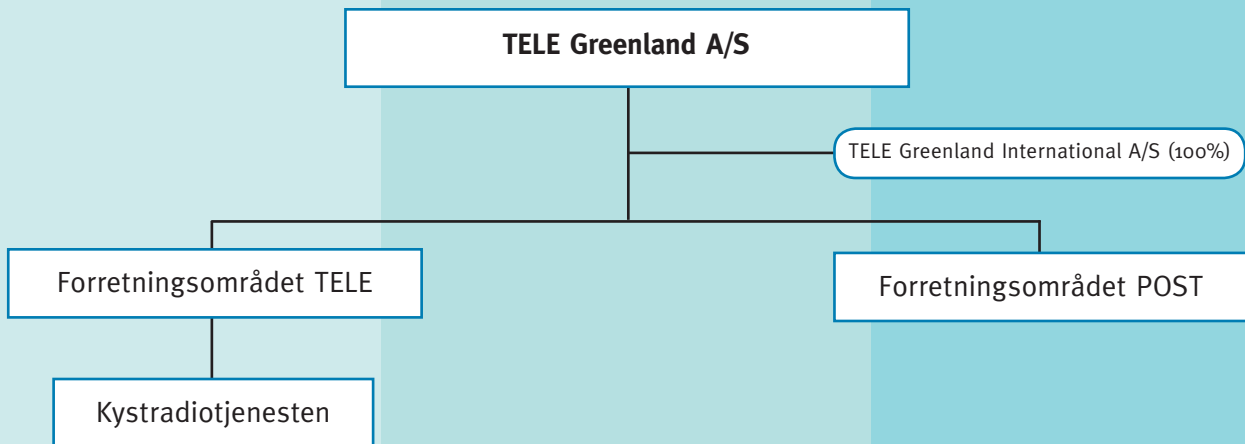 TELE Greenland A/S
TELE Greenland International A/S (100%)
Forretningsområdet TELE
Forretningsområdet POST
Kystradiotjenesten